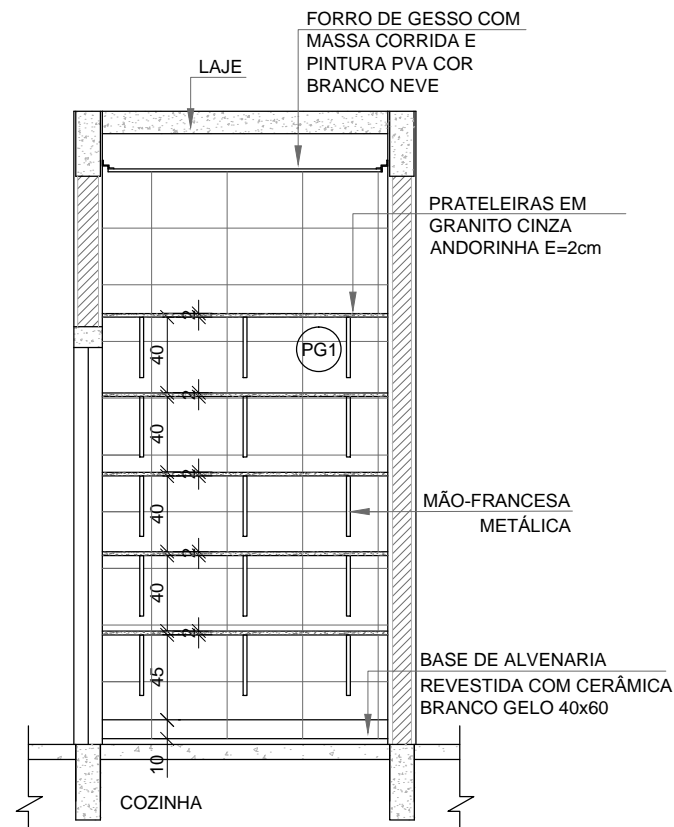 FORRO DE GESSO COM
MASSA CORRIDA E
PINTURA PVA COR
BRANCO NEVE
LAJE
PRATELEIRAS EM
GRANITO CINZA
ANDORINHA E=2cm
2
40
PG1
2
40
2
40
MÃO-FRANCESA
METÁLICA
2
40
2
45
BASE DE ALVENARIA
REVESTIDA COM CERÂMICA
BRANCO GELO 40x60
10
COZINHA